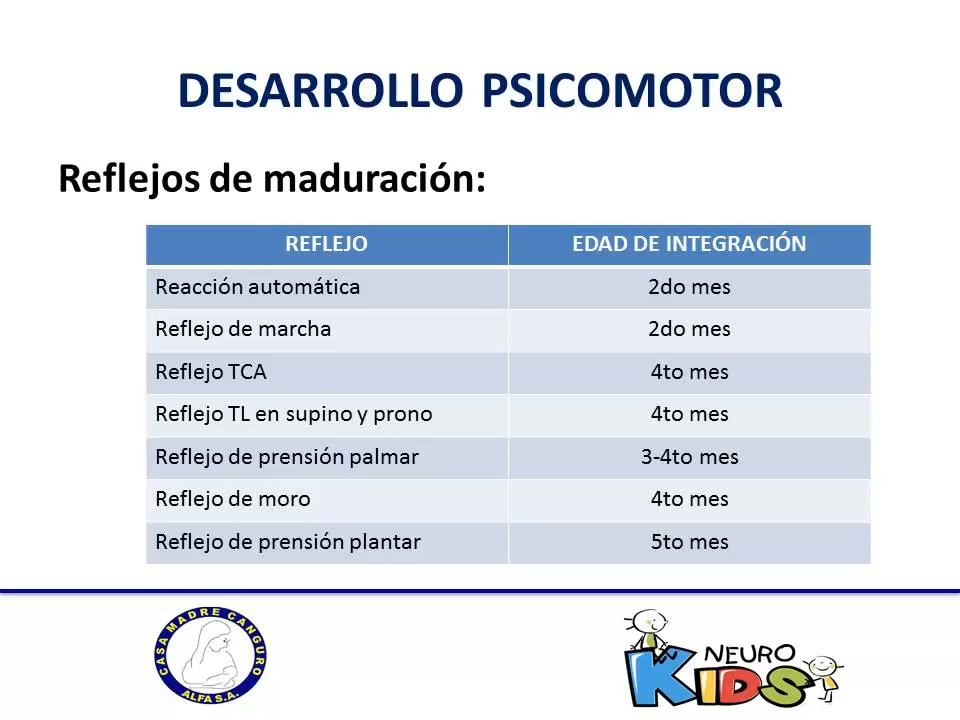 DESARROLLO PSICOMOTOR
Reflejos de maduración:
REFLEJO EDAD DE INTEGRACIÓN
Reacción automática 2do mes
Reflejo de marcha 2do mes
Reflejo TCA 4to mes
Reflejo TL en supino y prono 4to mes
Reflejo de prensión palmar 3-4to mes
Reflejo de moro 4to mes
Reflejo de prensión plantar 5to mes
CASA MADRE CANGURO
ALFA S.A.
NEURO
KIDS